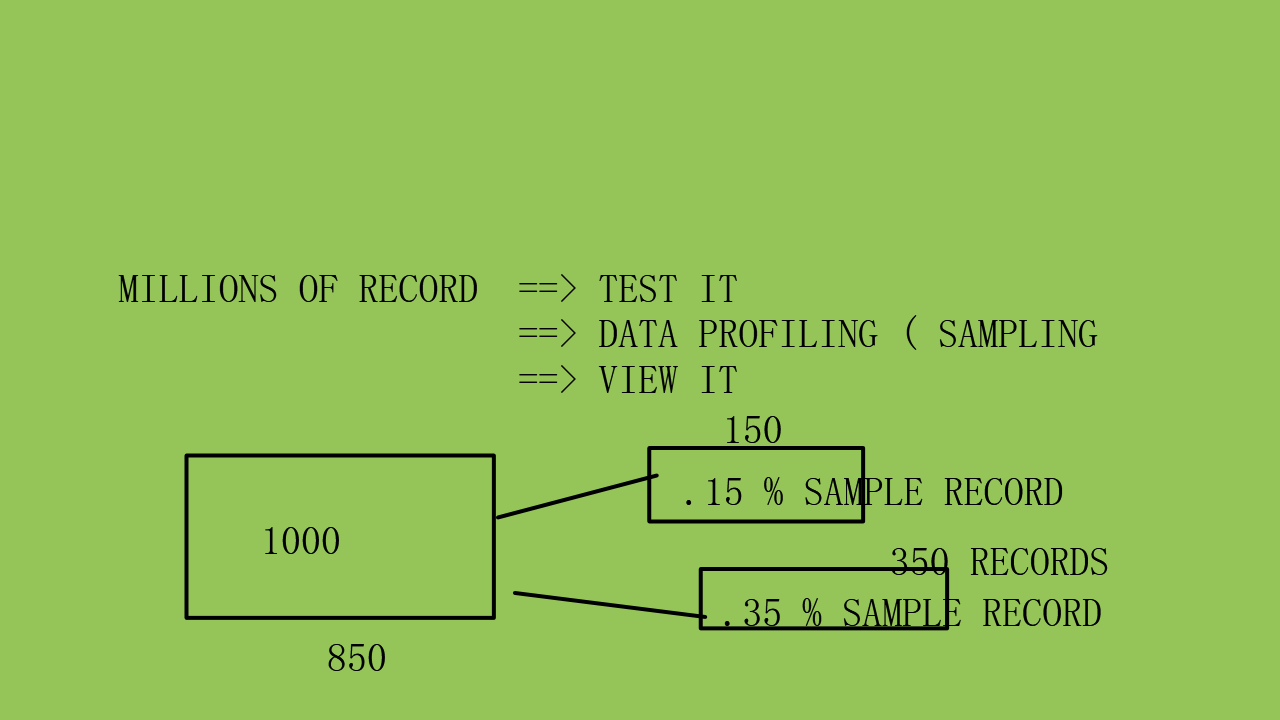 MILLIONS OF RECORD ==> TEST IT
==> DATA PROFILING ( SAMPLING
==> VIEW IT
150
.15 % SAMPLE RECORD
1000
350 RECORDS
.35 % SAMPLE RECORD
850